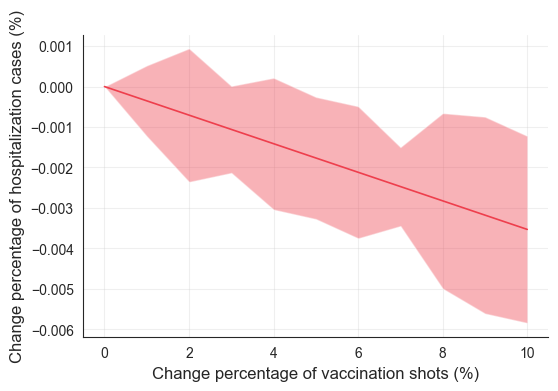 Change percentage of hospitalization cases (%)
0.001
0.000
−0.001
−0.002
−0.003
−0.004
−0.005
−0.006
0 2 4 6 8 10
Change percentage of vaccination shots (%)